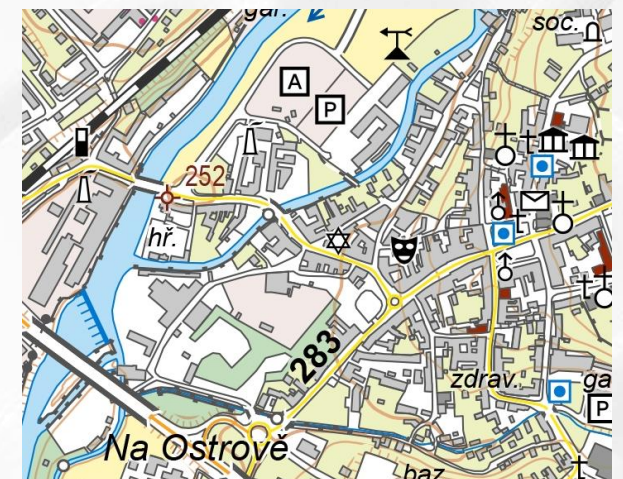 gar.
soc.
A
P
252
hř.
283
zdrav.
ga
P
Na Ostrově
baz.